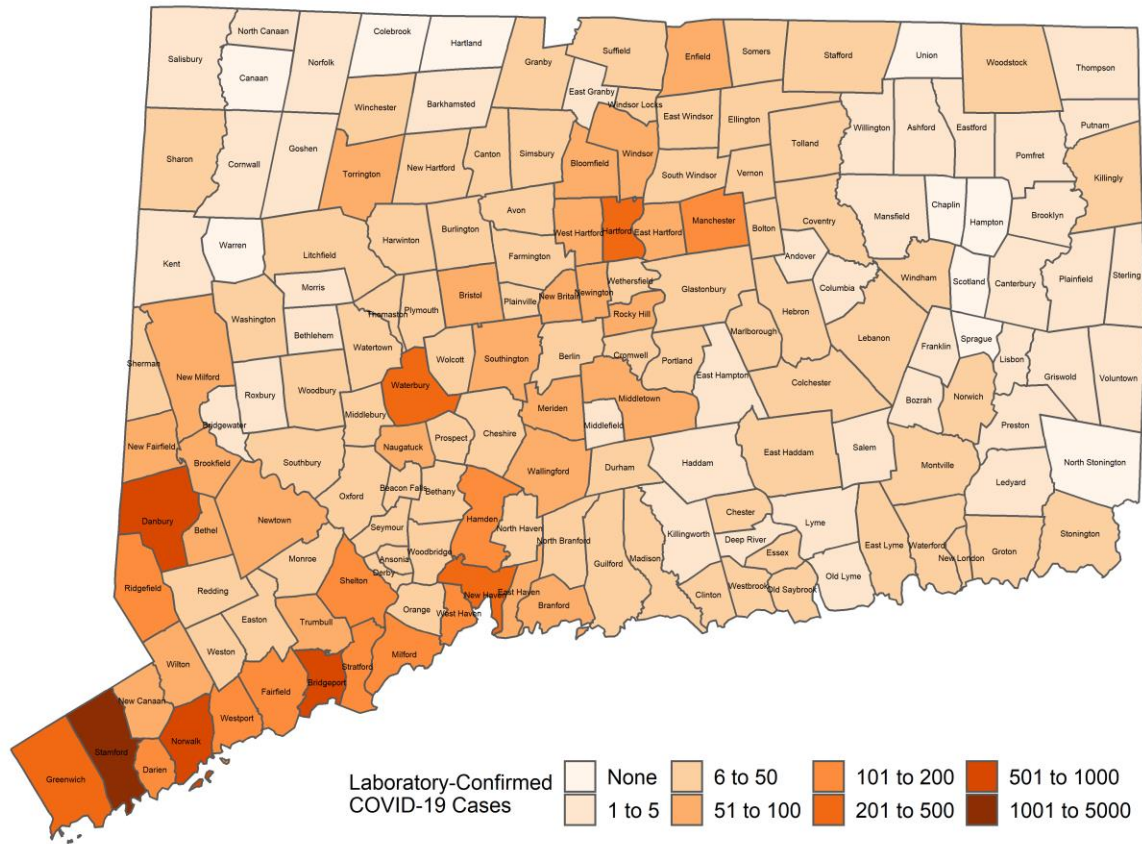 North Canaan
Colebrook
Hartland
Salisbury
Norfolk
Canaan
Granby
Suffield
Enfield
Somers
Stafford
Union
Woodstock
Thompson
East Granby
Windsor Locks
Winchester
Barkhamsted
East Windsor
Ellington
Willington
Ashford
Eastford
Putnam
Sharon
Cornwall
Goshen
Torrington
New Hartford
Canton
Simsbury
Bloomfield
Windsor
South Windsor
Vernon
Tolland
Pomfret
Killingly
Kent
Warren
Litchfield
Harwinton
Burlington
Avon
West Hartford
Hartford
East Hartford
Manchester
Bolton
Coventry
Mansfield
Chaplin
Hampton
Brooklyn
Farmington
Andover
Morris
Wethersfield
Glastonbury
Columbia
Windham
Scotland
Canterbury
Plainfield
Sterling
Washington
Bethlehem
Thomaston
Plymouth
Bristol
Plainville
New Britain
Newington
Rocky Hill
Hebron
Marlborough
Lebanon
Franklin
Sprague
Lisbon
Sherman
New Milford
Watertown
Wolcott
Southington
Berlin
Cromwell
Portland
East Hampton
Colchester
Griswold
Voluntown
Roxbury
Woodbury
Waterbury
Bozrah
Norwich
Preston
Bridgewater
Middlebury
Naugatuck
Prospect
Cheshire
Meriden
Middletown
Middlefield
New Fairfield
Brookfield
Southbury
Wallingford
Durham
Haddam
East Haddam
Salem
Montville
Ledyard
North Stonington
Danbury
Bethel
Newtown
Oxford
Beacon Falls
Bethany
Hamden
North Haven
Seymour
Woodbridge
North Branford
Guilford
Madison
Killingworth
Chester
Deep River
Lyme
Essex
East Lyme
Waterford
New London
Groton
Stonington
Ridgefield
Redding
Monroe
Ansonia
Derby
Shelton
Orange
New Haven
East Haven
West Haven
Branford
Clinton
Westbrook
Old Saybrook
Old Lyme
Easton
Trumbull
Wilton
Weston
Stratford
Milford
Bridgeport
Fairfield
New Canaan
Westport
Norwalk
Stamford
Darien
Greenwich
Laboratory-Confirmed
COVID-19 Cases
None
1 to 5
6 to 50
51 to 100
101 to 200
201 to 500
501 to 1000
1001 to 5000